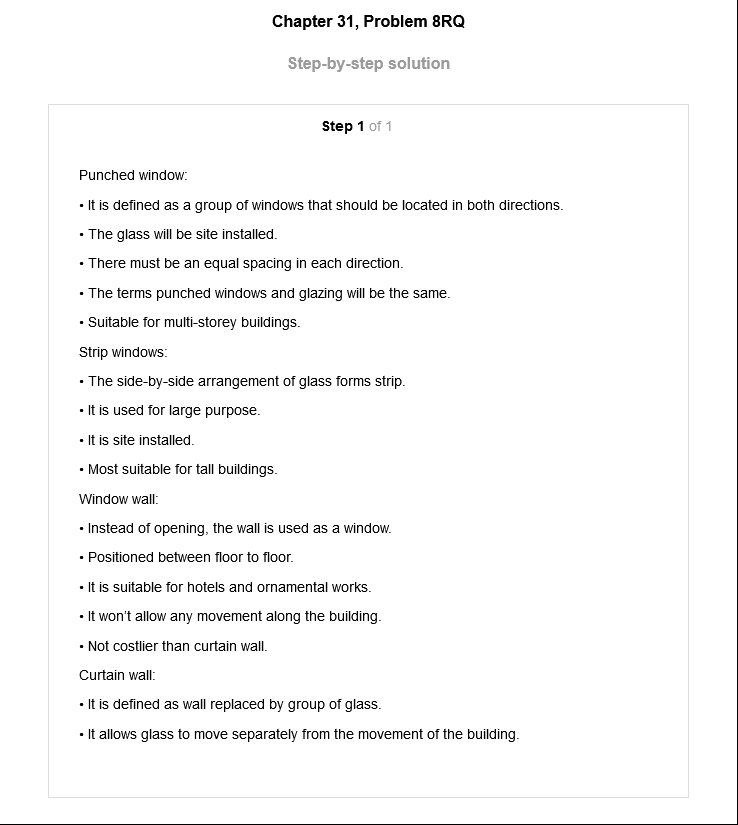 Chapter 31, Problem 8RQ
Step-by-step solution
Step 1 of 1
Punched window:
• It is defined as a group of windows that should be located in both directions.
• The glass will be site installed.
• There must be an equal spacing in each direction.
• The terms punched windows and glazing will be the same.
• Suitable for multi-storey buildings.
Strip windows:
• The side-by-side arrangement of glass forms strip.
• It is used for large purpose.
• It is site installed.
• Most suitable for tall buildings.
Window wall:
• Instead of opening, the wall is used as a window.
• Positioned between floor to floor.
• It is suitable for hotels and ornamental works.
• It won’t allow any movement along the building.
• Not costlier than curtain wall.
Curtain wall:
• It is defined as wall replaced by group of glass.
• It allows glass to move separately from the movement of the building.